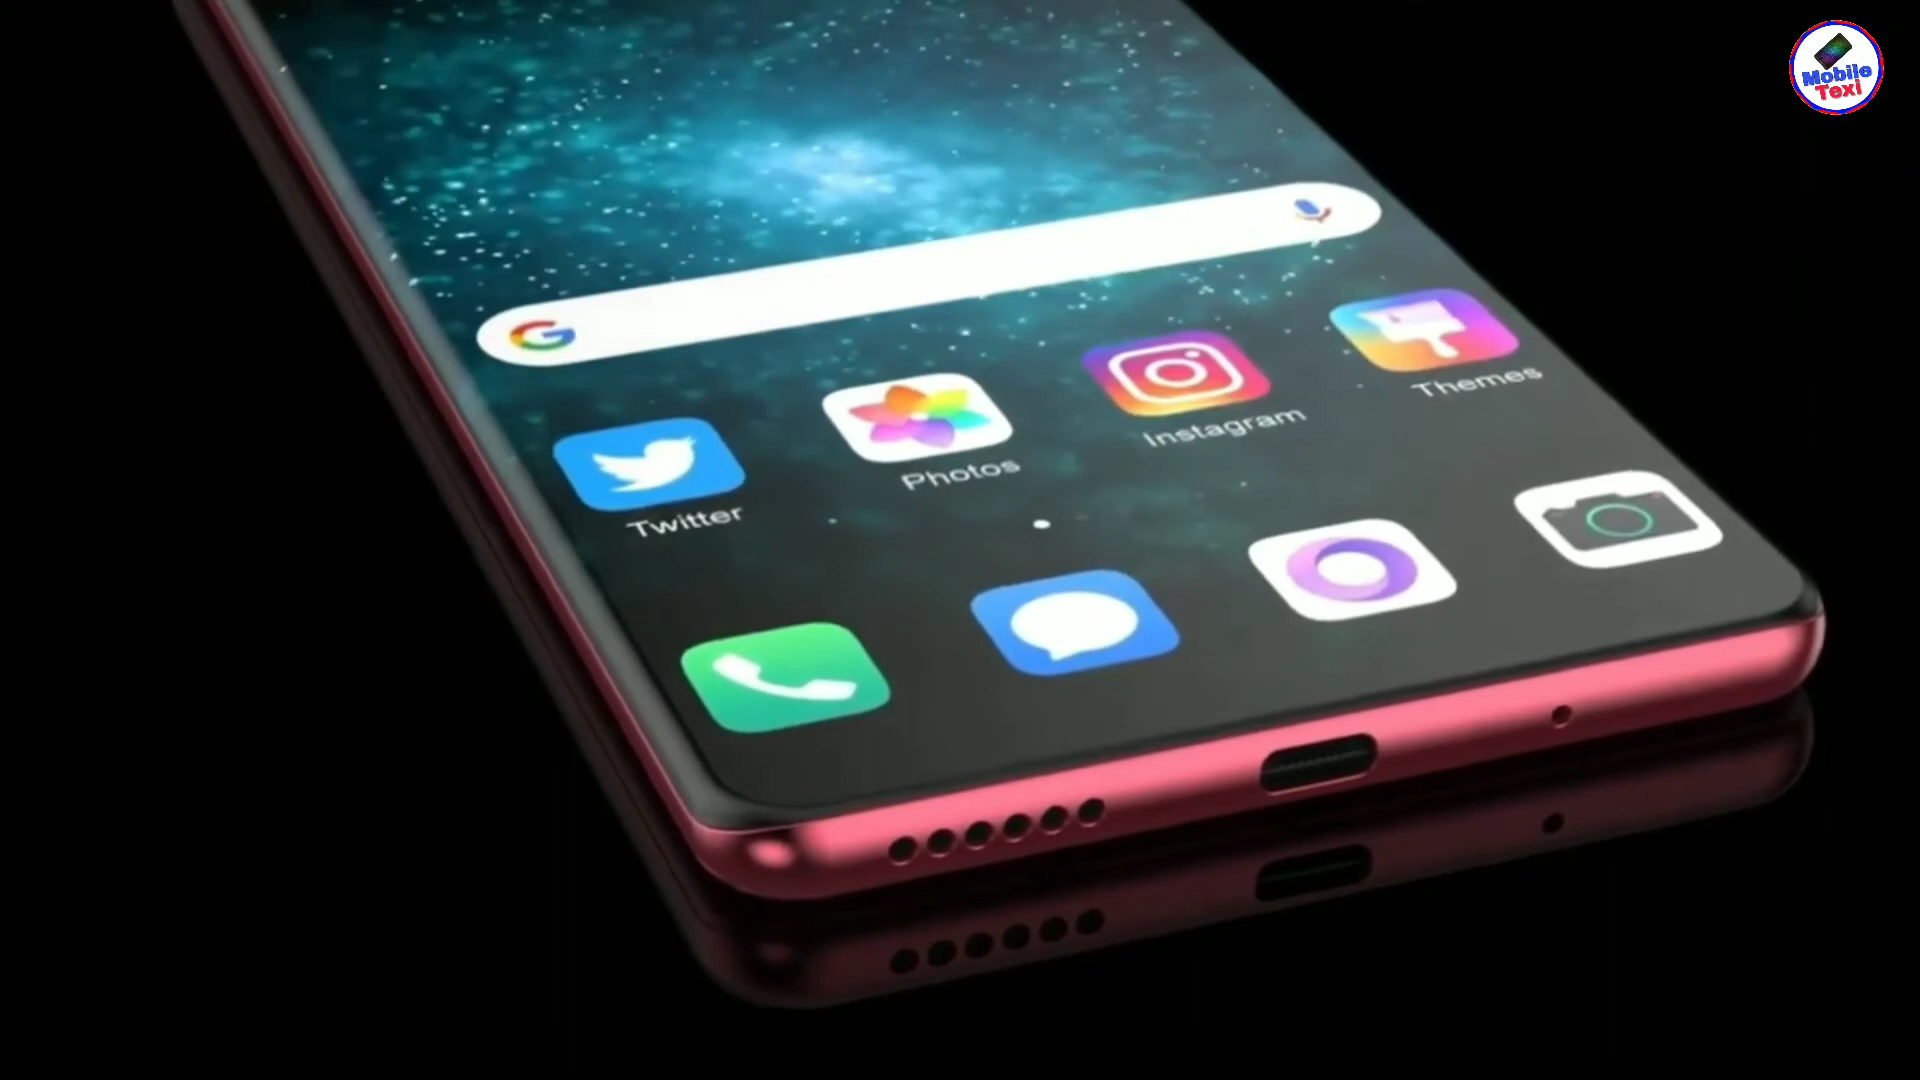 Mobile
Texi
G
Themes
Instagram
Photos
Twitter